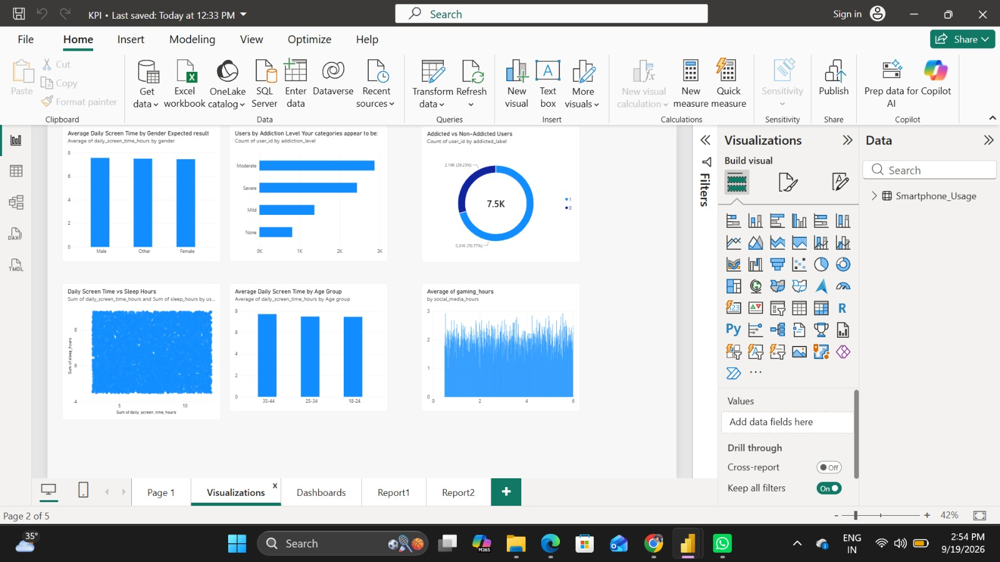 KPI • Last saved: Today at 12:33 PM
Search
Sign in
File Home Insert Modeling View Optimize Help
Share
Paste
Cut
Copy
Format painter
Clipboard
Get data
Excel workbook
OneLake catalog
SQL Server
Enter data
Dataverse
Recent sources
Data
Transform data
Refresh
Queries
New visual
Text box
More visuals
Insert
New visual calculation
New measure
Quick measure
Calculations
Sensitivity
Sensitivity
Publish
Share
Prep data for AI
Copilot
Copilot
Average Daily Screen Time by Gender Expected result
Average of daily_screen_time_hours by gender
8
6
4
2
0
Male Other Female
Users by Addiction Level Your categories appear to be:
Count of user_id by addiction_level
Moderate
Severe
Mild
None
0K 1K 2K 3K
Addicted vs Non-Addicted Users
Count of user_id by addicted_label
2.19K (29.23%)
7.5K
1
0
5.31K (70.77%)
Daily Screen Time vs Sleep Hours
Sum of daily_screen_time_hours and Sum of sleep_hours by us...
Sum of sleep_hours
8
6
4
5 10
Sum of daily_screen_time_hours
Average Daily Screen Time by Age Group
Average of daily_screen_time_hours by Age group
8
6
4
2
0
35-44 25-34 18-24
Average of gaming_hours
by social_media_hours
3
2
1
0
0 2 4 6
Filters
Visualizations
Build visual
123
R
Py
Values
Add data fields here
Drill through
Cross-report
Off
Keep all filters
On
Data
Search
Smartphone_Usage
DAX
TMDL
Page 1
Visualizations
x
Dashboards
Report1
Report2
+
Page 2 of 5
- + 42%
35°
Search
M365
ENG
IN
2:54 PM
9/19/2026